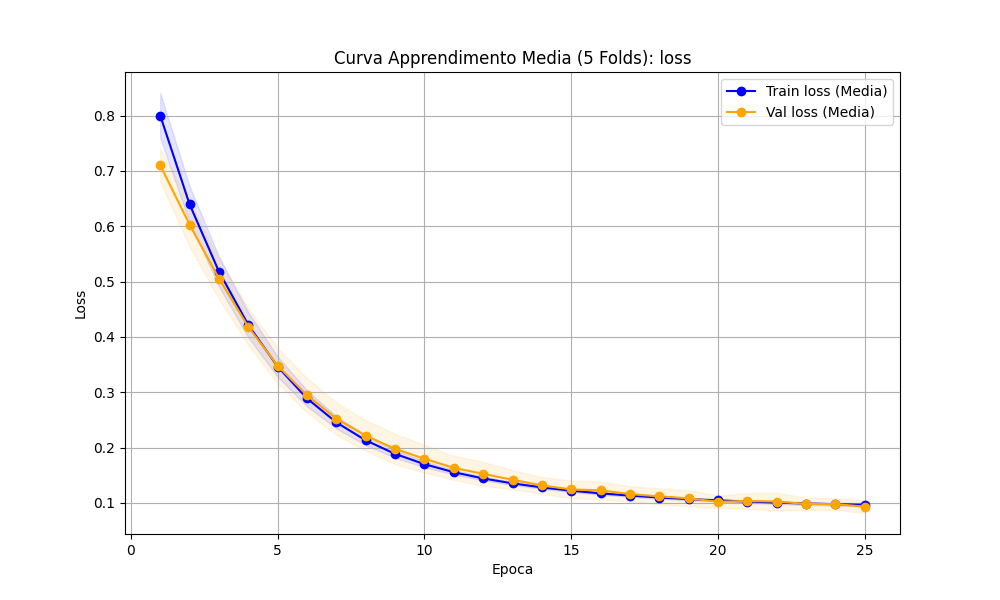 Curva Apprendimento Media (5 Folds): loss
Train loss (Media)
Val loss (Media)
Loss
0.8
0.7
0.6
0.5
0.4
0.3
0.2
0.1
0 5 10 15 20 25
Epoca